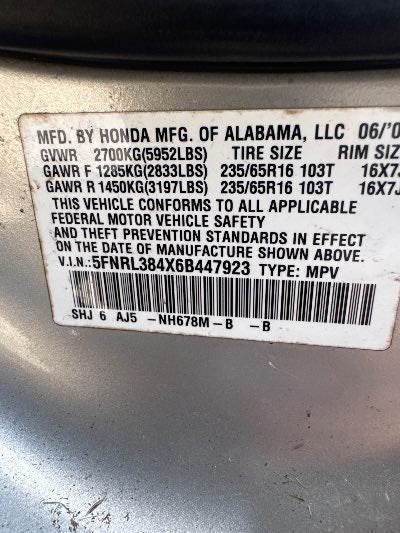 MFD. BY HONDA MFG. OF ALABAMA, LLC 06/'0
GVWR 2700KG(5952LBS) TIRE SIZE RIM SIZ
GAWR F 1285KG(2833LBS) 235/65R16 103T 16X7J
GAWR R 1450KG(3197LBS) 235/65R16 103T 16X7J
THIS VEHICLE CONFORMS TO ALL APPLICABLE
FEDERAL MOTOR VEHICLE SAFETY
AND THEFT PREVENTION STANDARDS IN EFFECT
ON THE DATE OF MANUFACTURE SHOWN ABOVE.
V.I.N.:5FNRL384X6B447923 TYPE: MPV
SHJ 6 AJ5 -NH678M-B -B